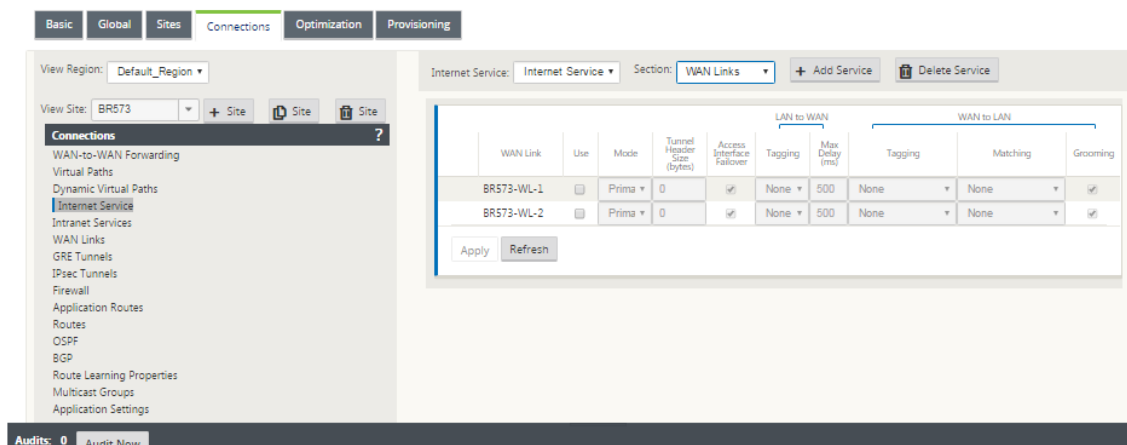 Basic Global Sites Connections Optimization Provisioning
View Region: Default_Region
Internet Service: Internet Service Section: WAN Links + Add Service Delete Service
View Site: BR573 + Site Site Site
Connections ?
WAN-to-WAN Forwarding
Virtual Paths
Dynamic Virtual Paths
Internet Service
Intranet Services
WAN Links
GRE Tunnels
IPsec Tunnels
Firewall
Application Routes
Routes
OSPF
BGP
Route Learning Properties
Multicast Groups
Application Settings
LAN to WAN WAN to LAN
WAN Link Use Mode Tunnel Header Size (bytes) Access Interface Failover Tagging Max Delay (ms) Tagging Matching Grooming
BR573-WL-1 Prima 0 None 500 None None
BR573-WL-2 Prima 0 None 500 None None
Apply Refresh
Audits: 0 Audit Now